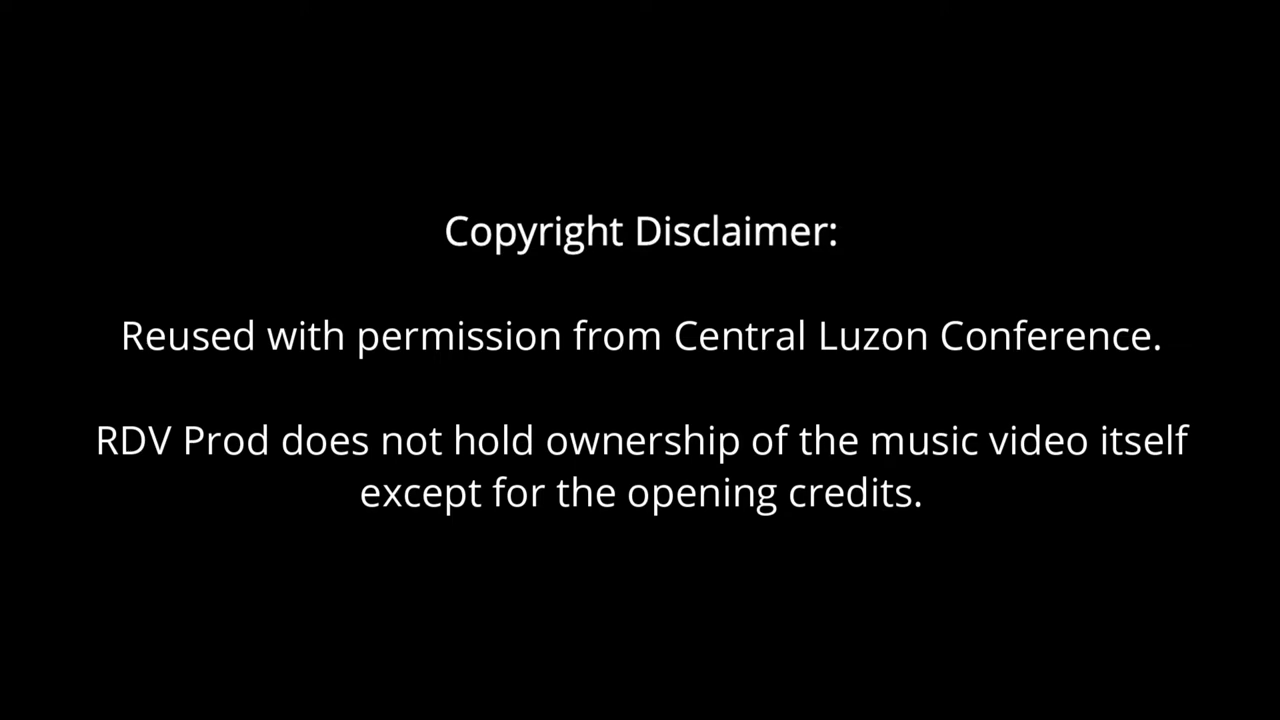 Copyright Disclaimer:
Reused with permission from Central Luzon Conference.
RDV Prod does not hold ownership of the music video itself
except for the opening credits.